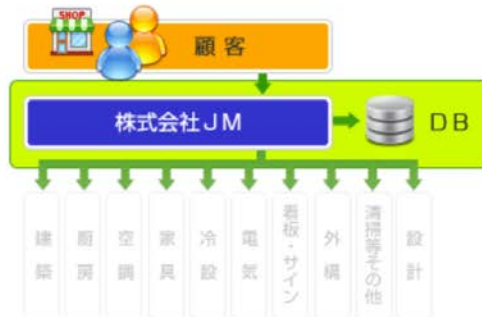 SHOP
顧客
株式会社JM
DB
建築
厨房
空調
家具
冷設
電気
看板・サイン
外構
清掃等その他
設計